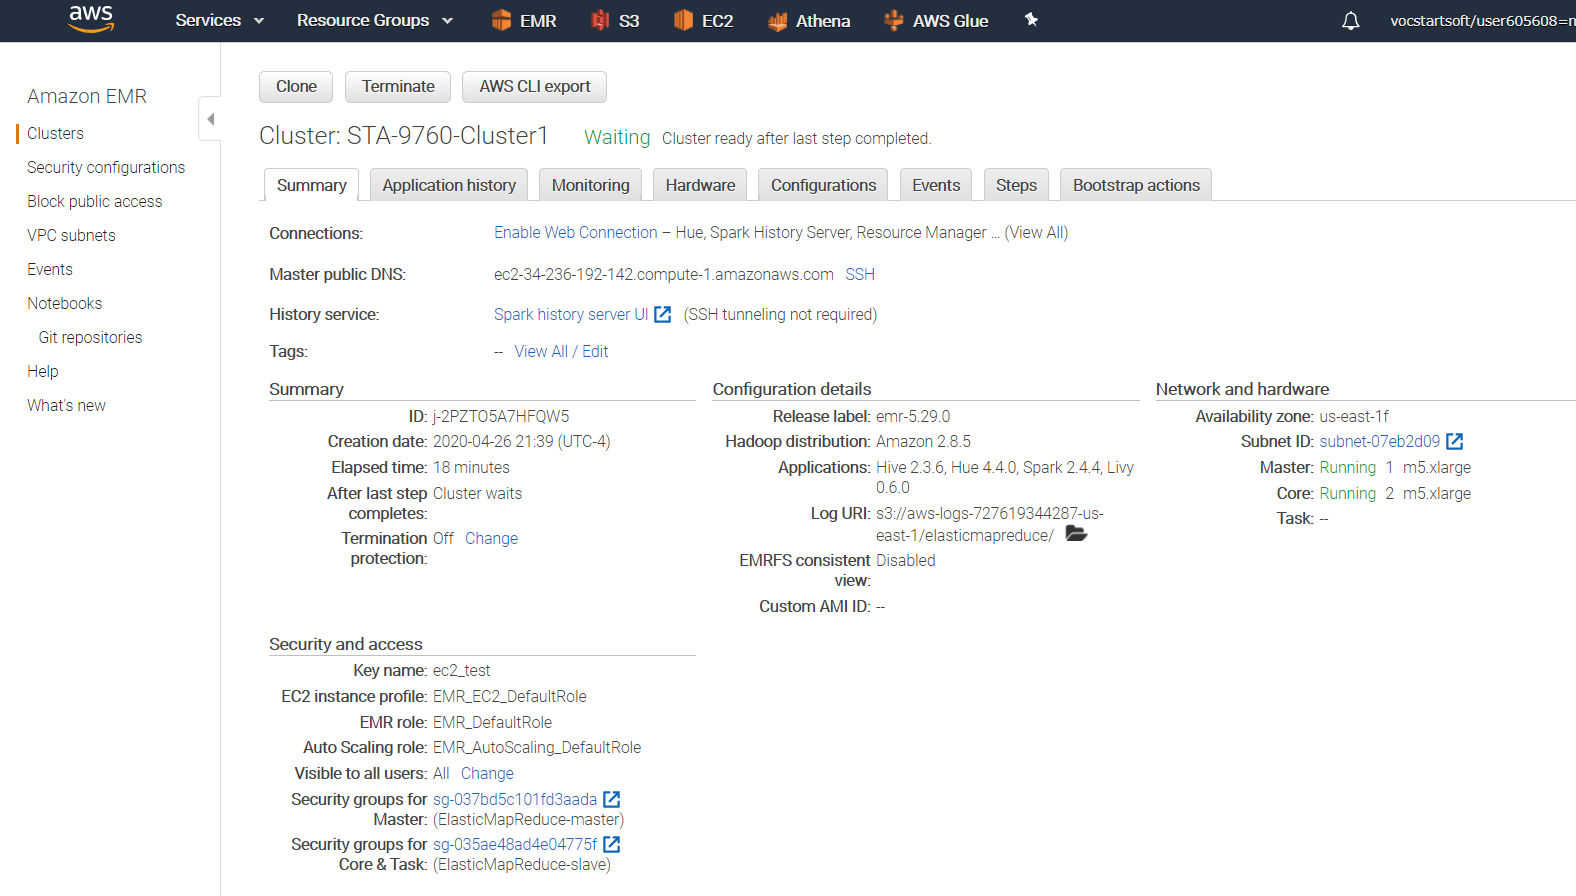 aws Services Resource Groups EMR S3 EC2 Athena AWS Glue vocstartsoft/user605608=
Amazon EMR
Clusters
Security configurations
Block public access
VPC subnets
Events
Notebooks
Git repositories
Help
What's new
Clone Terminate AWS CLI export
Cluster: STA-9760-Cluster1 Waiting Cluster ready after last step completed.
Summary Application history Monitoring Hardware Configurations Events Steps Bootstrap actions
Connections: Enable Web Connection – Hue, Spark History Server, Resource Manager ... (View All)
Master public DNS: ec2-34-236-192-142.compute-1.amazonaws.com SSH
History service: Spark history server UI (SSH tunneling not required)
Tags: -- View All / Edit
Summary
ID: j-2PZTO5A7HFQW5
Creation date: 2020-04-26 21:39 (UTC-4)
Elapsed time: 18 minutes
After last step Cluster waits
completes:
Termination Off Change
protection:
Configuration details
Release label: emr-5.29.0
Hadoop distribution: Amazon 2.8.5
Applications: Hive 2.3.6, Hue 4.4.0, Spark 2.4.4, Livy
0.6.0
Log URI: s3://aws-logs-727619344287-us-
east-1/elasticmapreduce/
EMRFS consistent Disabled
view:
Custom AMI ID: --
Network and hardware
Availability zone: us-east-1f
Subnet ID: subnet-07eb2d09
Master: Running 1 m5.xlarge
Core: Running 2 m5.xlarge
Task: --
Security and access
Key name: ec2_test
EC2 instance profile: EMR_EC2_DefaultRole
EMR role: EMR_DefaultRole
Auto Scaling role: EMR_AutoScaling_DefaultRole
Visible to all users: All Change
Security groups for sg-037bd5c101fd3aada
Master: (ElasticMapReduce-master)
Security groups for sg-035ae48ad4e04775f
Core & Task: (ElasticMapReduce-slave)